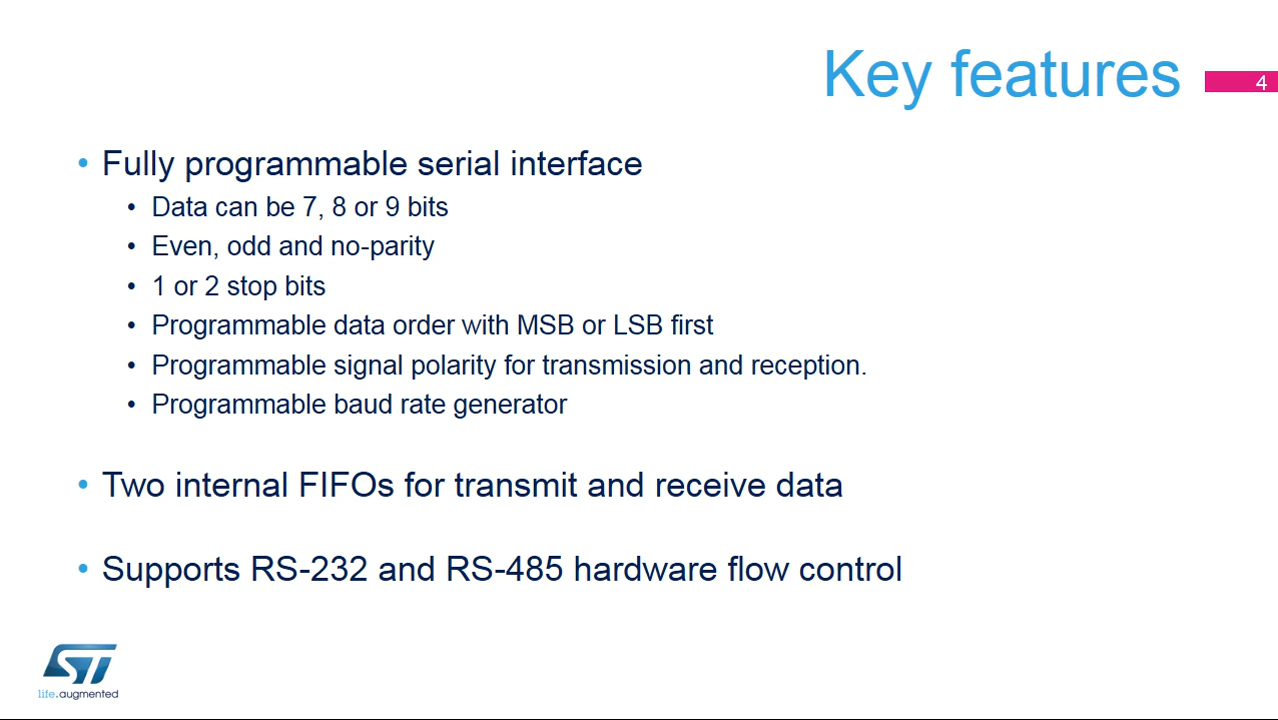 Key features
4
• Fully programmable serial interface
• Data can be 7, 8 or 9 bits
• Even, odd and no-parity
• 1 or 2 stop bits
• Programmable data order with MSB or LSB first
• Programmable signal polarity for transmission and reception.
• Programmable baud rate generator
• Two internal FIFOs for transmit and receive data
• Supports RS-232 and RS-485 hardware flow control
ST
life.augmented